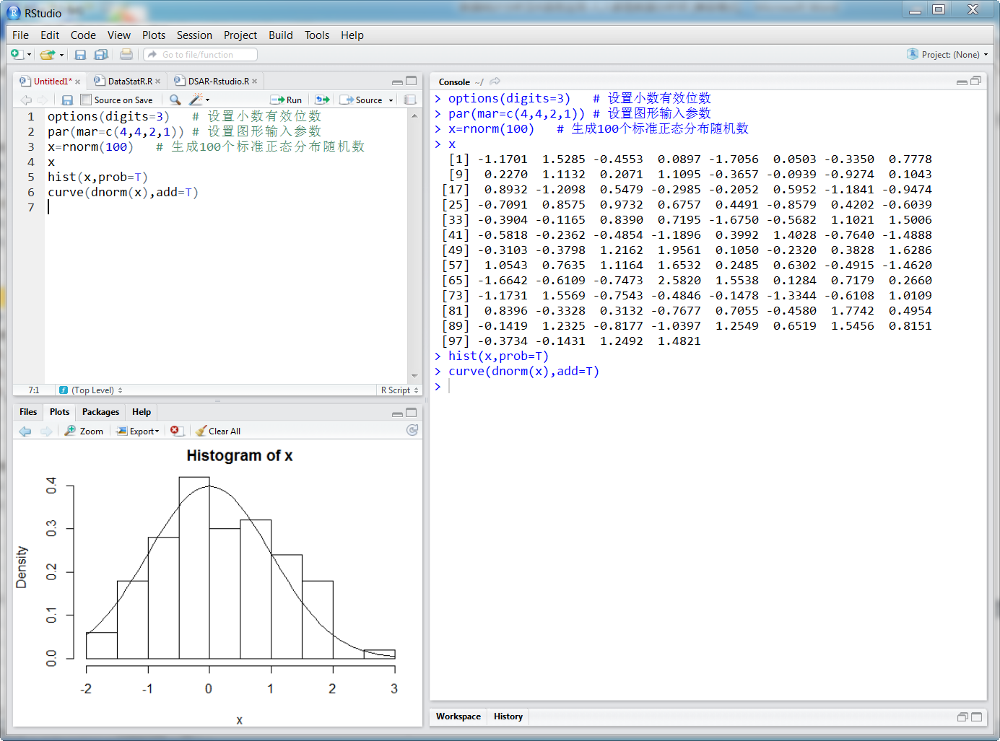 RStudio
File Edit Code View Plots Session Project Build Tools Help
Go to file/function Project: (None)
Untitled1* DataStatR.R DSAR-Rstudio.R
Source on Save Run Source
1 options(digits=3) # 设置小数有效位数
2 par(mar=c(4,4,2,1)) # 设置图形输入参数
3 x=rnorm(100) # 生成100个标准正态分布随机数
4 x
5 hist(x,prob=T)
6 curve(dnorm(x),add=T)
7
7:1 (Top Level) R Script
Files Plots Packages Help
Zoom Export Clear All
Histogram of x
Density
0.0 0.1 0.2 0.3 0.4
-2 -1 0 1 2 3
x
Console ~/
> options(digits=3) # 设置小数有效位数
> par(mar=c(4,4,2,1)) # 设置图形输入参数
> x=rnorm(100) # 生成100个标准正态分布随机数
> x
[1] -1.1701 1.5285 -0.4553 0.0897 -1.7056 0.0503 -0.3350 0.7778
[9] 0.2270 1.1132 0.2071 1.1095 -0.3657 -0.0939 -0.9274 0.1043
[17] 0.8932 -1.2098 0.5479 -0.2985 -0.2052 0.5952 -1.1841 -0.9474
[25] -0.7091 0.8575 0.9732 0.6757 0.4491 -0.8579 0.4202 -0.6039
[33] -0.3904 -0.1165 0.8390 0.7195 -1.6750 -0.5682 1.1021 1.5006
[41] -0.5818 -0.2362 -0.4854 -1.1896 0.3992 1.4028 -0.7640 -1.4888
[49] -0.3103 -0.3798 1.2162 1.9561 0.1050 -0.2320 0.3828 1.6286
[57] 1.0543 0.7635 1.1164 1.6532 0.2485 0.6302 -0.4915 -1.4620
[65] -1.6642 -0.6109 -0.7473 2.5820 1.5538 0.1284 0.7179 0.2660
[73] -1.1731 1.5569 -0.7543 -0.4846 -0.1478 -1.3344 -0.6108 1.0109
[81] 0.8396 -0.3328 0.3132 -0.7677 0.7055 -0.4580 1.7742 0.4954
[89] -0.1419 1.2325 -0.8177 -1.0397 1.2549 0.6519 1.5456 0.8151
[97] -0.3734 -0.1431 1.2492 1.4821
> hist(x,prob=T)
> curve(dnorm(x),add=T)
>
Workspace History